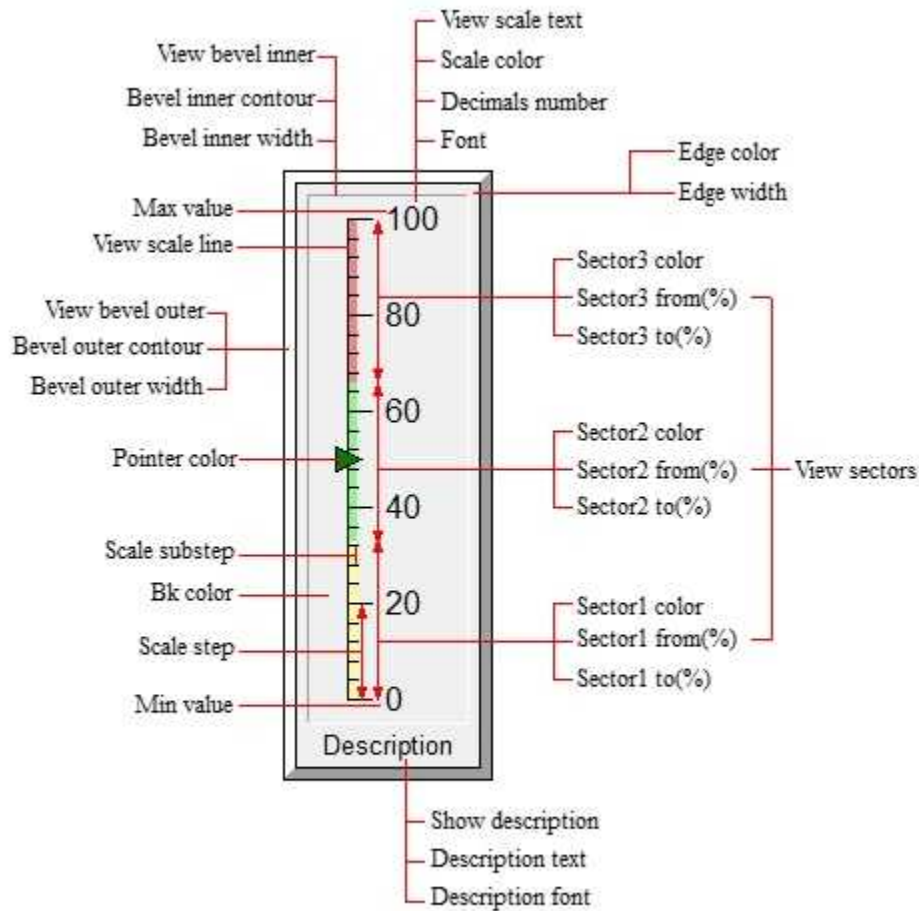 View scale text
View bevel inner
Scale color
Bevel inner contour
Decimals number
Bevel inner width
Font
Edge color
Edge width
Max value
100
View scale line
Sector3 color
Sector3 from(%)
View bevel outer
80
Sector3 to(%)
Bevel outer contour
Bevel outer width
60
Sector2 color
Pointer color
Sector2 from(%)
View sectors
40
Sector2 to(%)
Scale substep
Bk color
20
Sector1 color
Scale step
Sector1 from(%)
Sector1 to(%)
Min value
0
Description
Show description
Description text
Description font